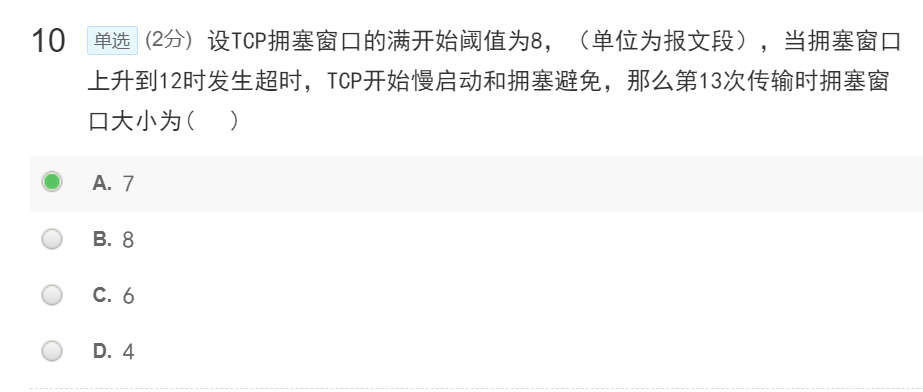 10 单选 (2分) 设TCP拥塞窗口的满开始阈值为8，（单位为报文段），当拥塞窗口
上升到12时发生超时，TCP开始慢启动和拥塞避免，那么第13次传输时拥塞窗
口大小为( )
A. 7
B. 8
C. 6
D. 4